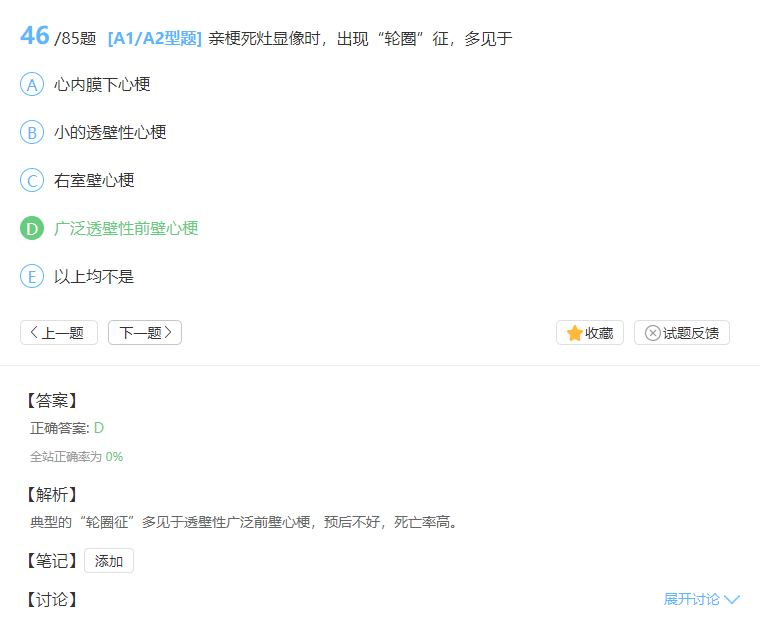 46 /85题 [A1/A2型题] 亲梗死灶显像时，出现“轮圈”征，多见于
A 心内膜下心梗
B 小的透壁性心梗
C 右室壁心梗
D 广泛透壁性前壁心梗
E 以上均不是
上一题 下一题 收藏 试题反馈
【答案】
正确答案: D
全站正确率为 0%
【解析】
典型的“轮圈征”多见于透壁性广泛前壁心梗，预后不好，死亡率高。
【笔记】 添加
【讨论】 展开讨论